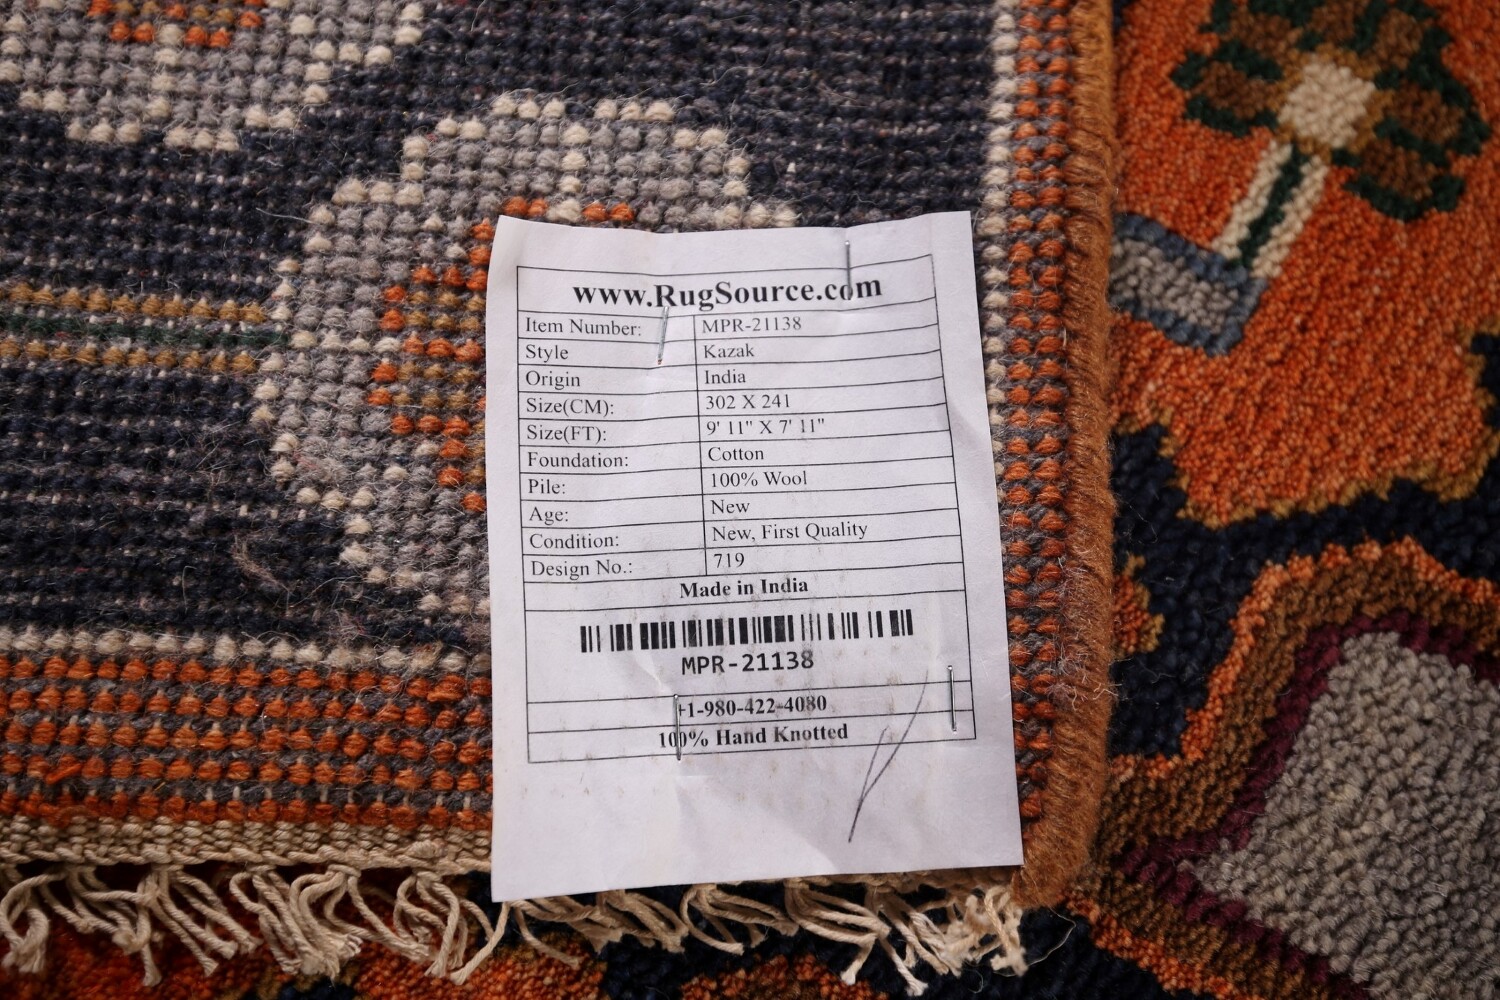 www.RugSource.com
Item Number: MPR-21138
Style Kazak
Origin India
Size(CM): 302 X 241
Size(FT): 9' 11" X 7' 11"
Foundation: Cotton
Pile: 100% Wool
Age: New
Condition: New, First Quality
Design No.: 719
Made in India
MPR-21138
+1-980-422-4080
100% Hand Knotted